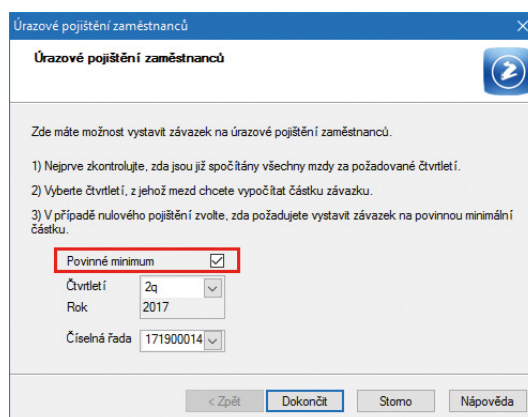 Úrazové pojištění zaměstnanců
Úrazové pojištění zaměstnanců
Zde máte možnost vystavit závazek na úrazové pojištění zaměstnanců.
1) Nejprve zkontrolujte, zda jsou již spočítány všechny mzdy za požadované čtvrtletí.
2) Vyberte čtvrtletí, z jehož mezd chcete vypočítat částku závazku.
3) V případě nulového pojištění zvolte, zda požadujete vystavit závazek na povinnou minimální
částku.
Povinné minimum
Čtvrtletí 2q
Rok 2017
Číselná řada 171900014
< Zpět Dokončit Storno Nápověda